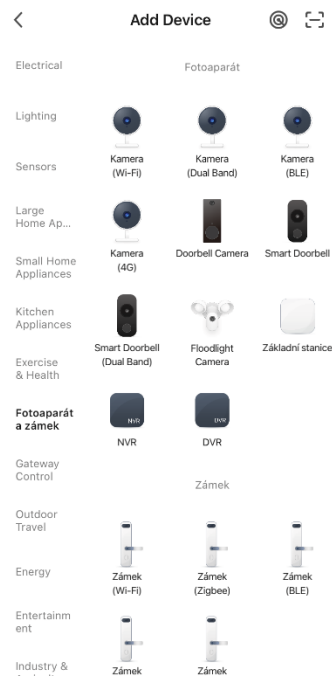 Add Device
Electrical
Lighting
Sensors
Large
Home Ap...
Small Home
Appliances
Kitchen
Appliances
Exercise
& Health
Fotoaparát
a zámek
Gateway
Control
Outdoor
Travel
Energy
Entertainm
ent
Industry &
Fotoaparát
Kamera
(Wi-Fi)
Kamera
(Dual Band)
Kamera
(BLE)
Kamera
(4G)
Doorbell Camera
Smart Doorbell
Smart Doorbell
(Dual Band)
Floodlight
Camera
Základní stanice
NVR
NVR
DVR
DVR
Zámek
Zámek
(Wi-Fi)
Zámek
(Zigbee)
Zámek
(BLE)
Zámek
Zámek